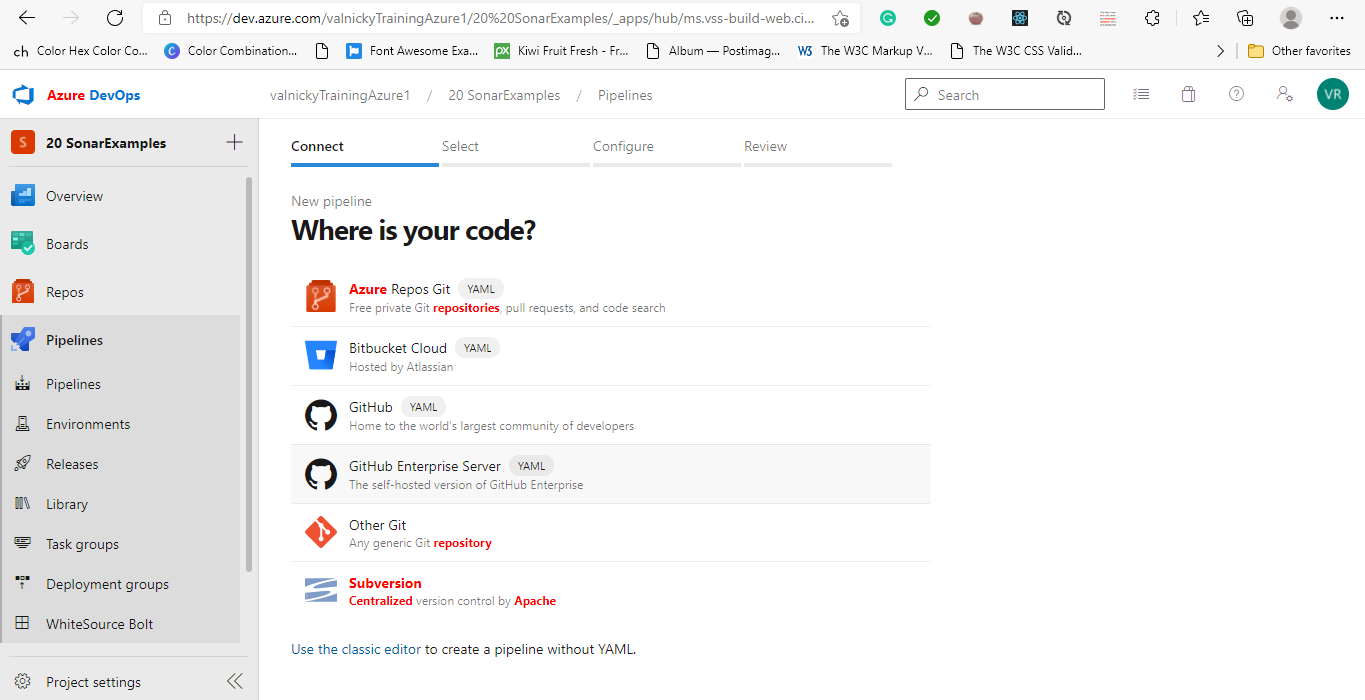 https://dev.azure.com/valnickyTrainingAzure1/20%20SonarExamples/_apps/hub/ms.vss-build-web.ci...
ch Color Hex Color Co...
C Color Combination...
Font Awesome Exa...
px Kiwi Fruit Fresh - Fr...
Album — Postimag...
W3 The W3C Markup V...
The W3C CSS Valid...
Other favorites
Azure DevOps
valnickyTrainingAzure1 / 20 SonarExamples / Pipelines
Search
VR
S 20 SonarExamples
Overview
Boards
Repos
Pipelines
Pipelines
Environments
Releases
Library
Task groups
Deployment groups
WhiteSource Bolt
Project settings
Connect
Select
Configure
Review
New pipeline
Where is your code?
Azure Repos Git YAML
Free private Git repositories, pull requests, and code search
Bitbucket Cloud YAML
Hosted by Atlassian
GitHub YAML
Home to the world's largest community of developers
GitHub Enterprise Server YAML
The self-hosted version of GitHub Enterprise
Other Git
Any generic Git repository
Subversion
Centralized version control by Apache
Use the classic editor to create a pipeline without YAML.